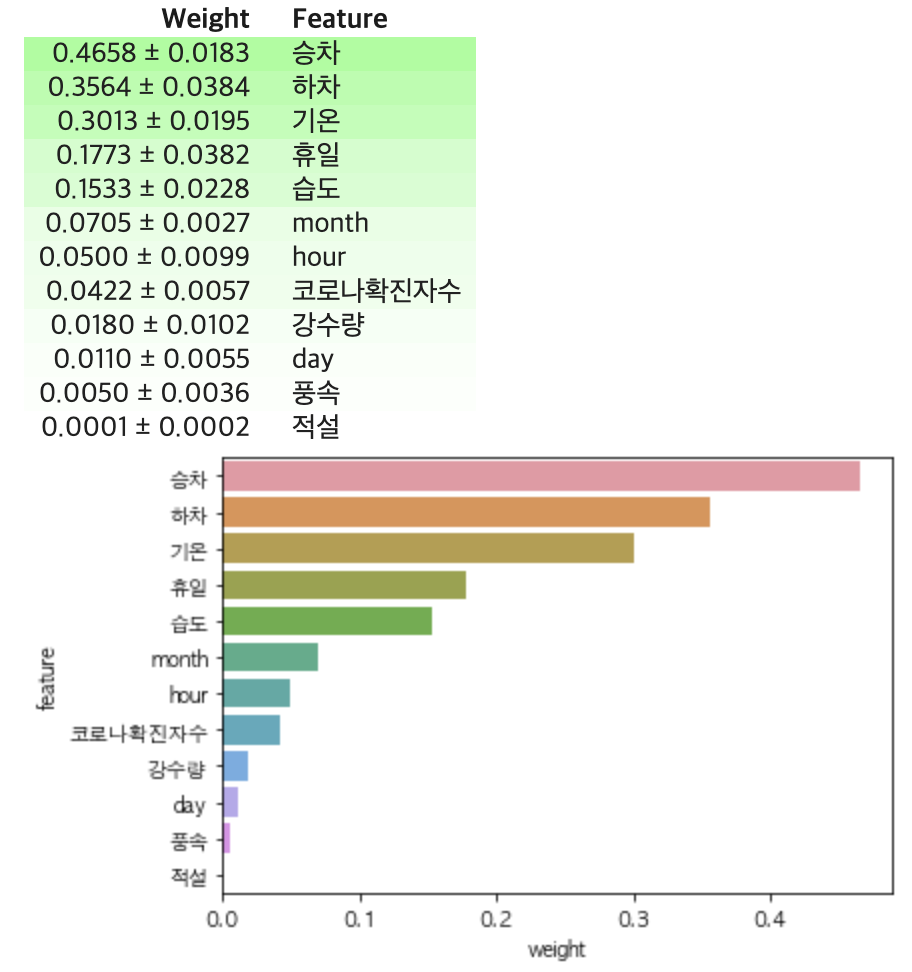 Weight Feature
0.4658 ± 0.0183 승차
0.3564 ± 0.0384 하차
0.3013 ± 0.0195 기온
0.1773 ± 0.0382 휴일
0.1533 ± 0.0228 습도
0.0705 ± 0.0027 month
0.0500 ± 0.0099 hour
0.0422 ± 0.0057 코로나확진자수
0.0180 ± 0.0102 강수량
0.0110 ± 0.0055 day
0.0050 ± 0.0036 풍속
0.0001 ± 0.0002 적설
승차
하차
기온
휴일
습도
month
hour
코로나확진자수
강수량
day
풍속
적설
feature
0.0 0.1 0.2 0.3 0.4
weight